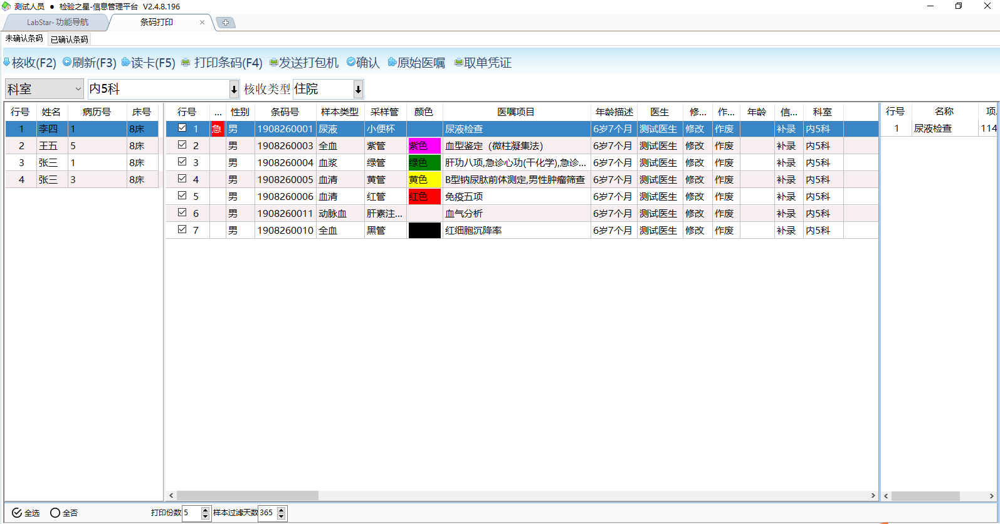 测试人员 ● 检验之星-信息管理平台 V2.4.8.196
LabStar- 功能导航 条码打印
未确认条码 已确认条码
核收(F2) 刷新(F3) 读卡(F5) 打印条码(F4) 发送打包机 确认 原始医嘱 取单凭证
科室 内5科 核收类型 住院
行号 姓名 病历号 床号
1 李四 1 8床
2 王五 5 8床
3 张三 1 8床
4 张三 3 8床
行号 ... 性别 条码号 样本类型 采样管 颜色 医嘱项目 年龄描述 医生 修... 作... 年龄 信... 科室
1 急 男 1908260001 尿液 小便杯 尿液检查 6岁7个月 测试医生 修改 作废 补录 内5科
2 男 1908260003 全血 紫管 紫色 血型鉴定（微柱凝集法） 6岁7个月 测试医生 修改 作废 补录 内5科
3 男 1908260004 血浆 绿管 绿色 肝功八项,急诊心功(干化学),急诊... 6岁7个月 测试医生 修改 作废 补录 内5科
4 男 1908260005 血清 黄管 黄色 B型钠尿肽前体测定,男性肿瘤筛查 6岁7个月 测试医生 修改 作废 补录 内5科
5 男 1908260006 血清 红管 红色 免疫五项 6岁7个月 测试医生 修改 作废 补录 内5科
6 男 1908260011 动脉血 肝素注... 血气分析 6岁7个月 测试医生 修改 作废 补录 内5科
7 男 1908260010 全血 黑管 红细胞沉降率 6岁7个月 测试医生 修改 作废 补录 内5科
行号 名称 项.
1 尿液检查 114
全选 全否 打印份数 5 样本过滤天数 365